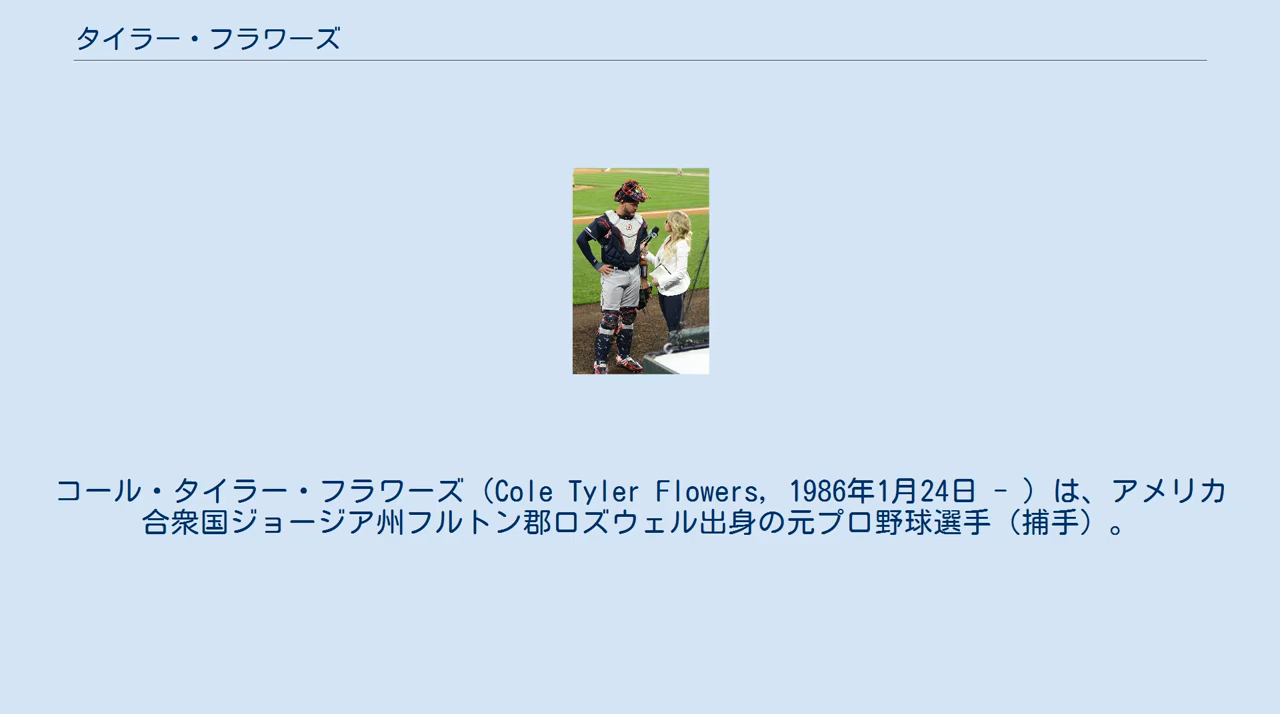 タイラー・フラワーズ
コール・タイラー・フラワーズ（Cole Tyler Flowers, 1986年1月24日 - ）は、アメリカ
合衆国ジョージア州フルトン郡ロズウェル出身の元プロ野球選手（捕手）。